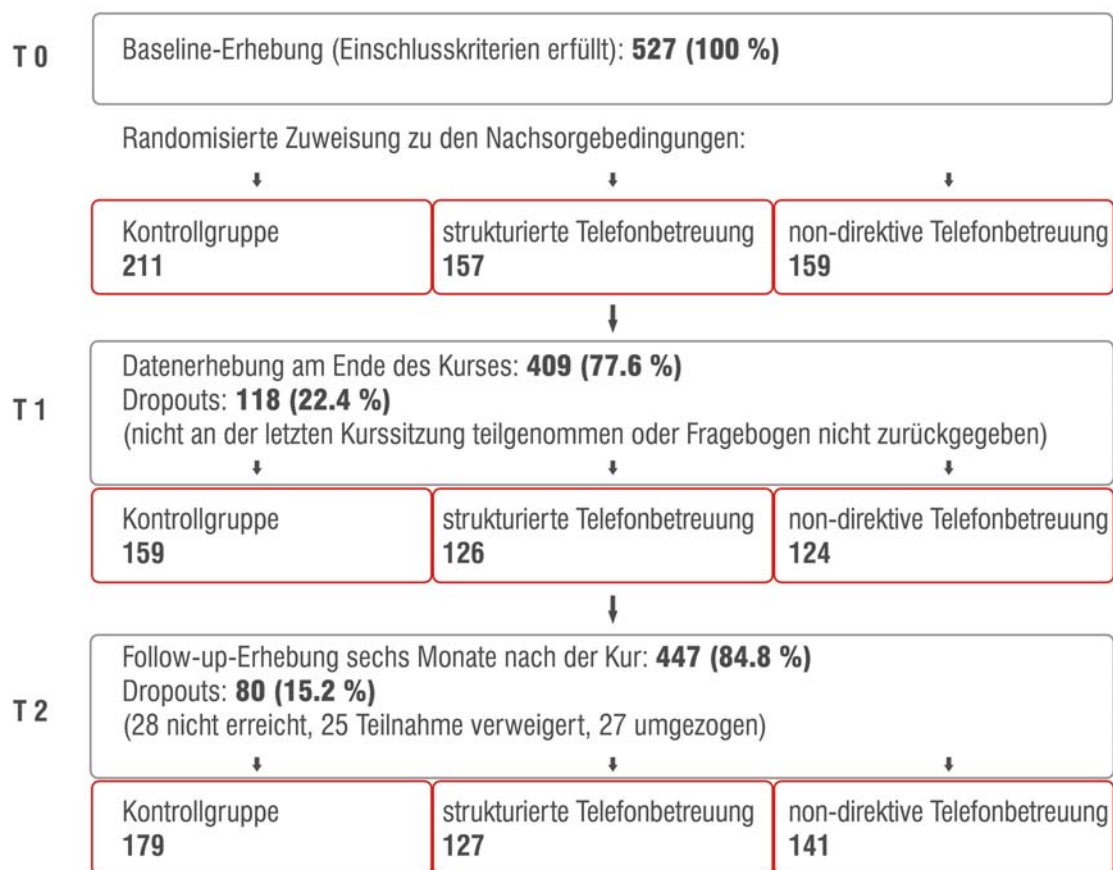 T 0
Baseline-Erhebung (Einschlusskriterien erfüllt): 527 (100 %)
Randomisierte Zuweisung zu den Nachsorgebedingungen:
Kontrollgruppe
211
strukturierte Telefonbetreuung
157
non-direktive Telefonbetreuung
159
T 1
Datenerhebung am Ende des Kurses: 409 (77.6 %)
Dropouts: 118 (22.4 %)
(nicht an der letzten Kurssitzung teilgenommen oder Fragebogen nicht zurückgegeben)
Kontrollgruppe
159
strukturierte Telefonbetreuung
126
non-direktive Telefonbetreuung
124
T 2
Follow-up-Erhebung sechs Monate nach der Kur: 447 (84.8 %)
Dropouts: 80 (15.2 %)
(28 nicht erreicht, 25 Teilnahme verweigert, 27 umgezogen)
Kontrollgruppe
179
strukturierte Telefonbetreuung
127
non-direktive Telefonbetreuung
141